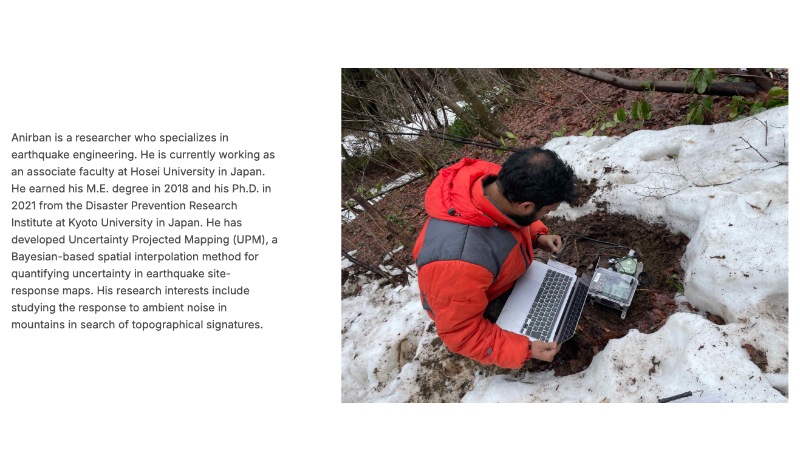 Anirban is a researcher who specializes in
earthquake engineering. He is currently working as
an associate faculty at Hosei University in Japan.
He earned his M.E. degree in 2018 and his Ph.D. in
2021 from the Disaster Prevention Research
Institute at Kyoto University in Japan. He has
developed Uncertainty Projected Mapping (UPM), a
Bayesian-based spatial interpolation method for
quantifying uncertainty in earthquake site-
response maps. His research interests include
studying the response to ambient noise in
mountains in search of topographical signatures.